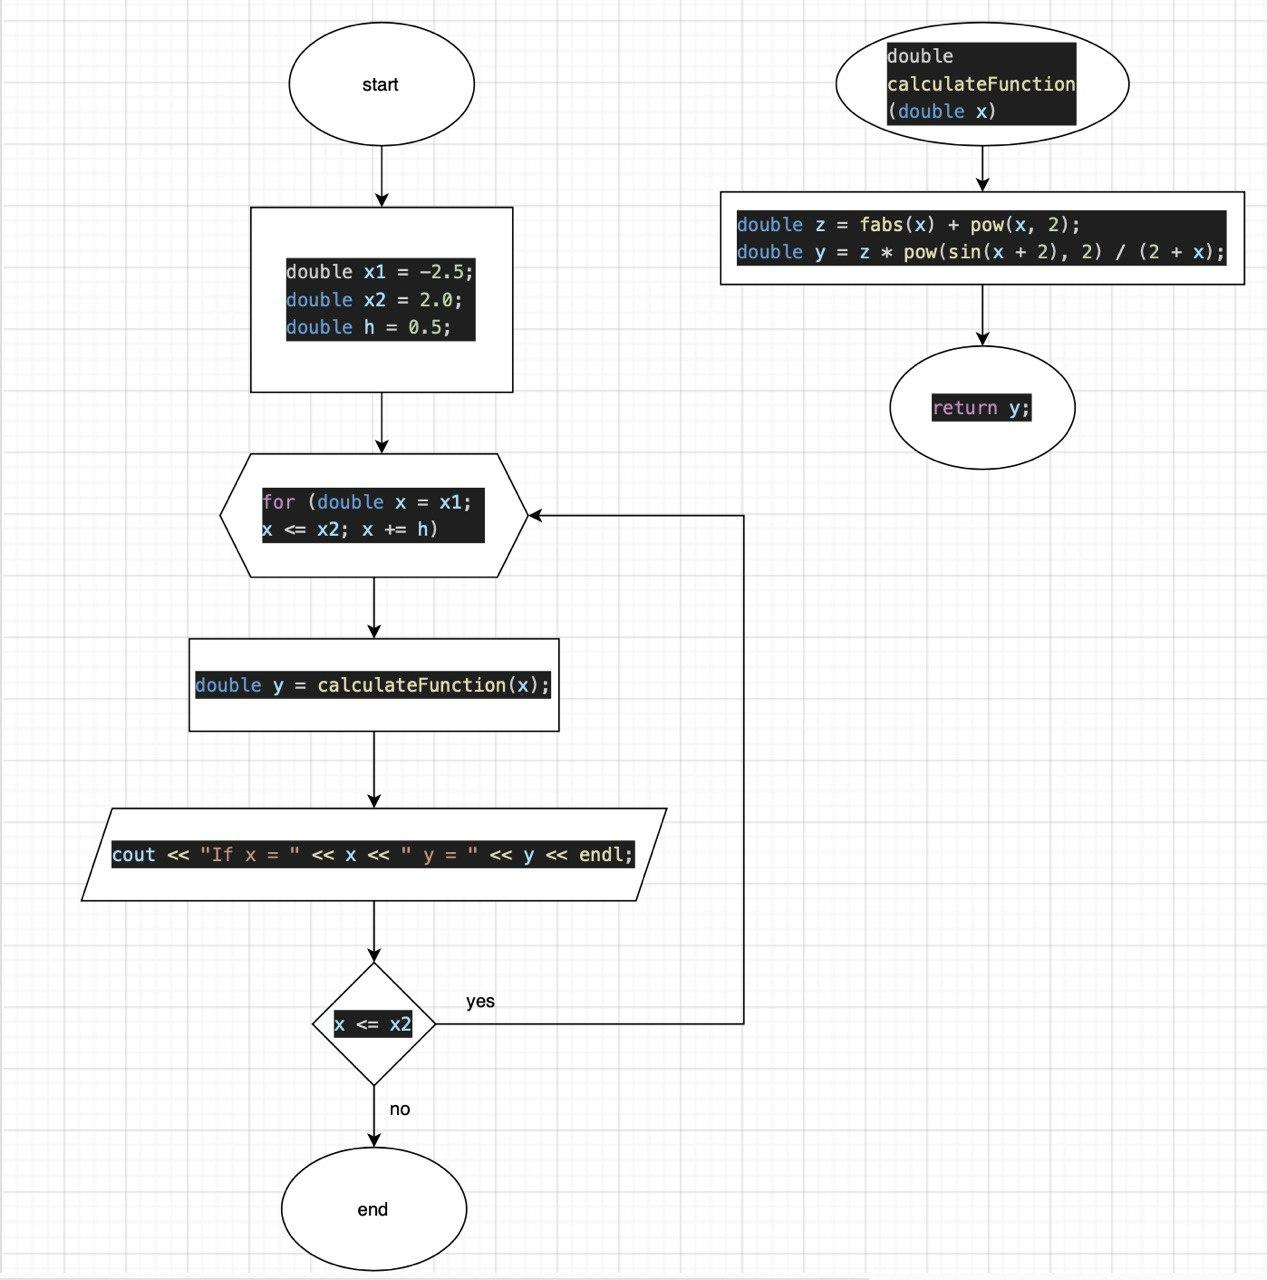 start
double x1 = -2.5;
double x2 = 2.0;
double h = 0.5;
for (double x = x1;
x <= x2; x += h)
double y = calculateFunction(x);
cout << "If x = " << x << " y = " << y << endl;
x <= x2
yes
no
end
double
calculateFunction
(double x)
double z = fabs(x) + pow(x, 2);
double y = z * pow(sin(x + 2), 2) / (2 + x);
return y;